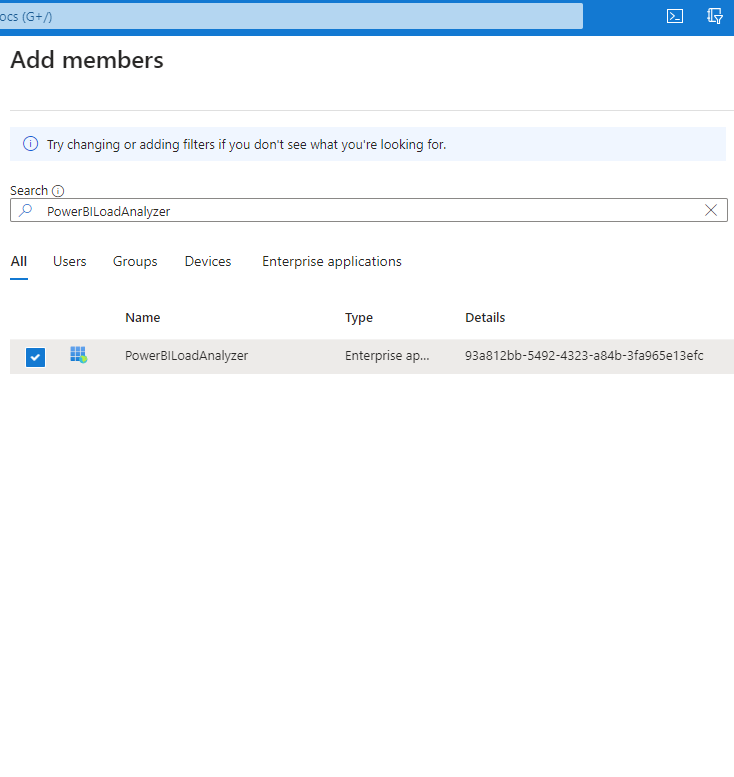 ocs (G+/)
Add members
Try changing or adding filters if you don't see what you're looking for.
Search
PowerBILoadAnalyzer
All Users Groups Devices Enterprise applications
Name Type Details
PowerBILoadAnalyzer Enterprise ap... 93a812bb-5492-4323-a84b-3fa965e13efc